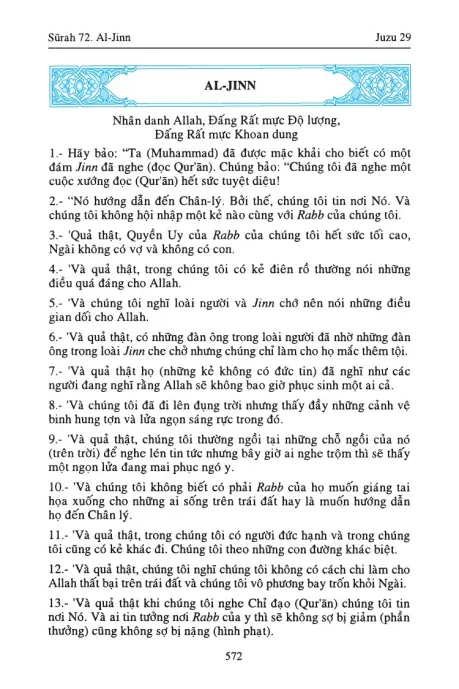 Sūrah 72. Al-Jinn Juzu 29
AL-JINN
Nhân danh Allah, Đấng Rất mực Độ lượng,
Đấng Rất mực Khoan dung
1.- Hãy bảo: “Ta (Muhammad) đã được mặc khải cho biết có một
đám Jinn đã nghe (đọc Qur'ān). Chúng bảo: “Chúng tôi đã nghe một
cuộc xướng đọc (Qur'ān) hết sức tuyệt diệu!
2.- “Nó hướng dẫn đến Chân-lý. Bởi thế, chúng tôi tin nơi Nó. Và
chúng tôi không hội nhập một kẻ nào cùng với Rabb của chúng tôi.
3.- 'Quả thật, Quyền Uy của Rabb của chúng tôi hết sức tối cao,
Ngài không có vợ và không có con.
4.- 'Và quả thật, trong chúng tôi có kẻ điên rồ thường nói những
điều quá đáng cho Allah.
5.- 'Và chúng tôi nghĩ loài người và Jinn chớ nên nói những điều
gian dối cho Allah.
6.- 'Và quả thật, có những đàn ông trong loài người đã nhờ những đàn
ông trong loài Jinn che chở nhưng chúng chỉ làm cho họ mắc thêm tội.
7.- 'Và quả thật họ (những kẻ không có đức tin) đã nghĩ như các
người đang nghĩ rằng Allah sẽ không bao giờ phục sinh một ai cả.
8.- 'Và chúng tôi đã đi lên đụng trời nhưng thấy đầy những cảnh vệ
binh hung tợn và lửa ngọn sáng rực trong đó.
9.- 'Và quả thật, chúng tôi thường ngồi tại những chỗ ngồi của nó
(trên trời) để nghe lén tin tức nhưng bây giờ ai nghe trộm thì sẽ thấy
một ngọn lửa đang mai phục ngó y.
10.- 'Và chúng tôi không biết có phải Rabb của họ muốn giáng tai
họa xuống cho những ai sống trên trái đất hay là muốn hướng dẫn
họ đến Chân lý.
11.- 'Và quả thật, trong chúng tôi có người đức hạnh và trong chúng
tôi cũng có kẻ khác đi. Chúng tôi theo những con đường khác biệt.
12.- 'Và quả thật, chúng tôi nghĩ chúng tôi không có cách chi làm cho
Allah thất bại trên trái đất và chúng tôi vô phương bay trốn khỏi Ngài.
13.- 'Và quả thật khi chúng tôi nghe Chỉ đạo (Qur'ān) chúng tôi tin
nơi Nó. Và ai tin tưởng nơi Rabb của y thì sẽ không sợ bị giảm (phần
thưởng) cũng không sợ bị nặng (hình phạt).
572